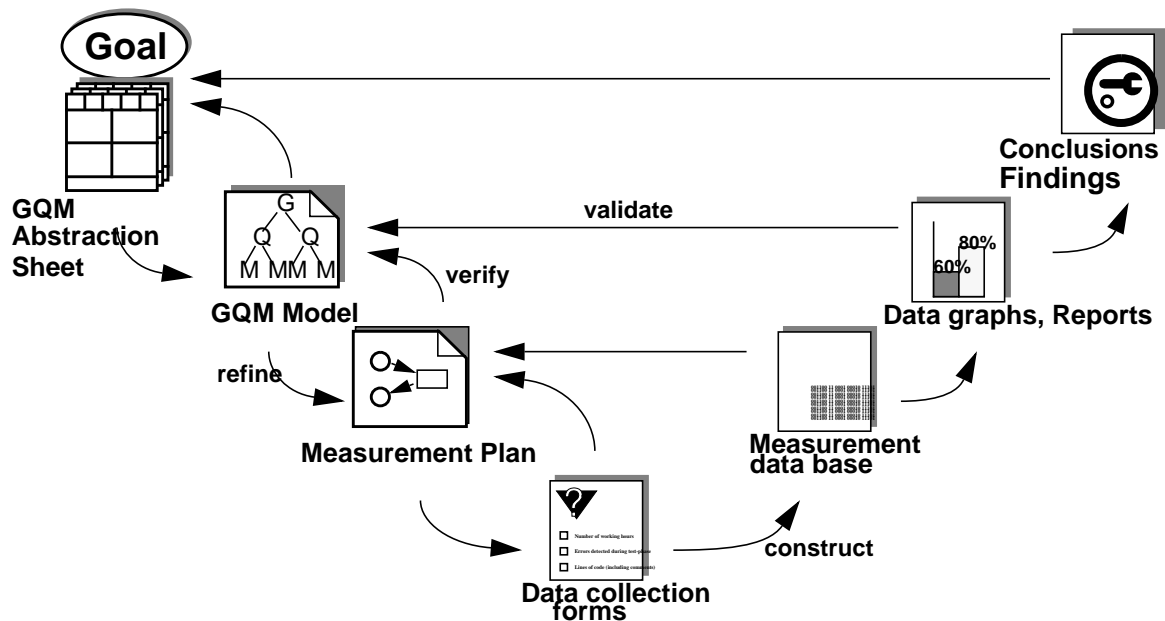 Goal
GQM
Abstraction
Sheet
G
Q Q
M M M M
GQM Model
refine
verify
validate
Measurement Plan
?
Number of working hours
Errors detected during test-phase
Lines of code (including comments)
Data collection
forms
construct
Measurement
data base
60%
80%
Data graphs, Reports
Conclusions
Findings